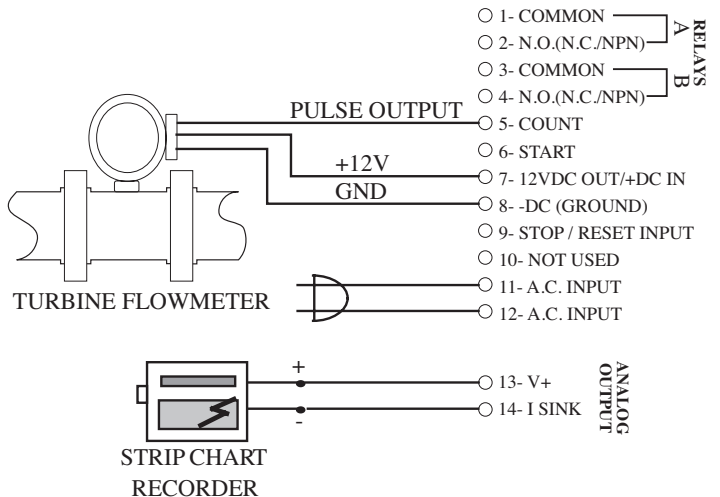 1- COMMON
2- N.O.(N.C./NPN)
A
3- COMMON
4- N.O.(N.C./NPN)
B
RELAYS
PULSE OUTPUT
5- COUNT
6- START
+12V
7- 12VDC OUT/+DC IN
GND
8- -DC (GROUND)
9- STOP / RESET INPUT
10- NOT USED
TURBINE FLOWMETER
11- A.C. INPUT
12- A.C. INPUT
+
13- V+
-
14- I SINK
ANALOG
OUTPUT
STRIP CHART
RECORDER